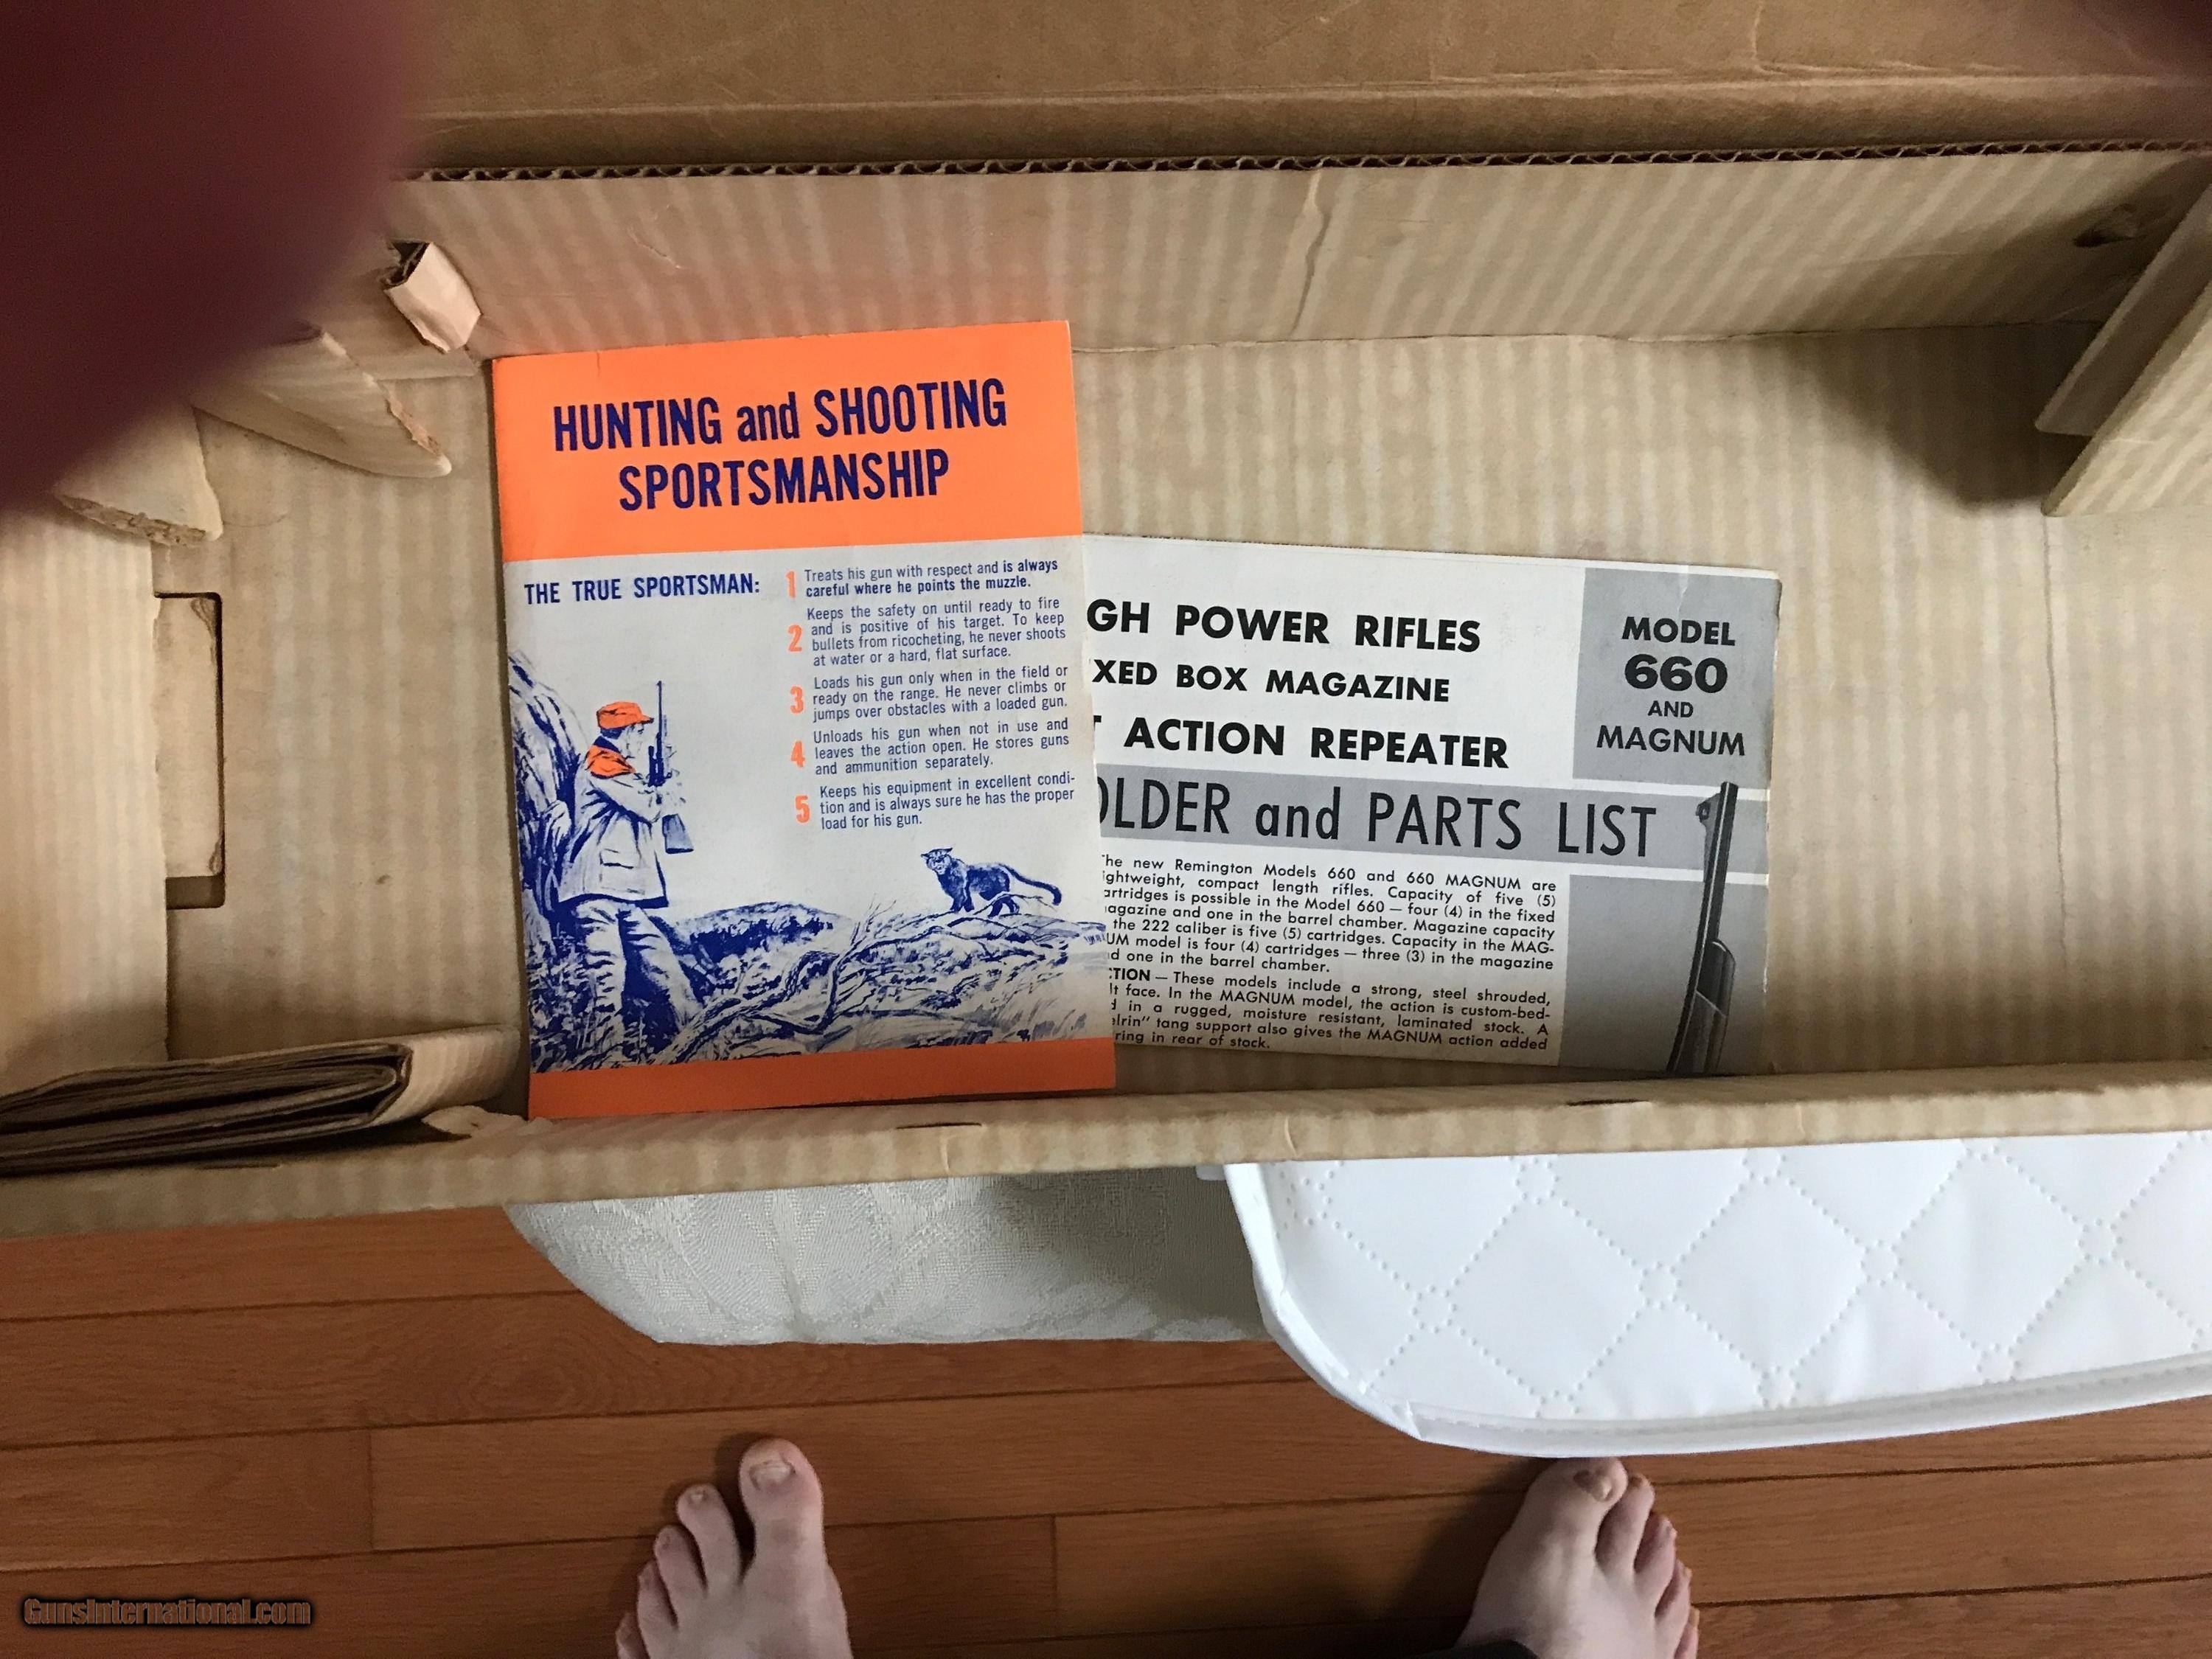 HUNTING and SHOOTING
SPORTSMANSHIP
THE TRUE SPORTSMAN:
1 Treats his gun with respect and is always
careful where he points the muzzle.
2 Keeps the safety on until ready to fire
and is positive of his target. To keep
bullets from ricocheting, he never shoots
at water or a hard, flat surface.
3 Loads his gun only when in the field or
ready on the range. He never climbs or
jumps over obstacles with a loaded gun.
4 Unloads his gun when not in use and
leaves the action open. He stores guns
and ammunition separately.
5 Keeps his equipment in excellent condi-
tion and is always sure he has the proper
load for his gun.
GH POWER RIFLES
XED BOX MAGAZINE
T ACTION REPEATER
MODEL
660
AND
MAGNUM
OLDER and PARTS LIST
he new Remington Models 660 and 660 MAGNUM are
ightweight, compact length rifles. Capacity of five (5)
artridges is possible in the Model 660 — four (4) in the fixed
agazine and one in the barrel chamber. Magazine capacity
the 222 caliber is five (5) cartridges. Capacity in the MAG-
UM model is four (4) cartridges — three (3) in the magazine
d one in the barrel chamber.
CTION — These models include a strong, steel shrouded,
lt face. In the MAGNUM model, the action is custom-bed-
d in a rugged, moisture resistant, laminated stock. A
elrin" tang support also gives the MAGNUM action added
ring in rear of stock.
GunsInternational.com